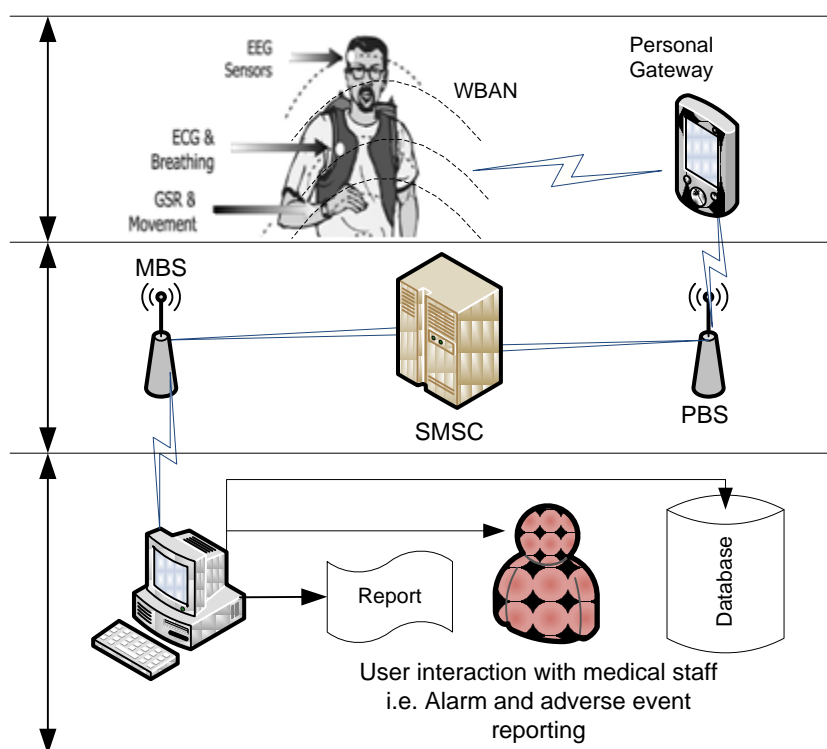 EEG
Sensors
WBAN
Personal
Gateway
ECG &
Breathing
GSR &
Movement
MBS
SMSC
PBS
Report
Database
User interaction with medical staff
i.e. Alarm and adverse event
reporting